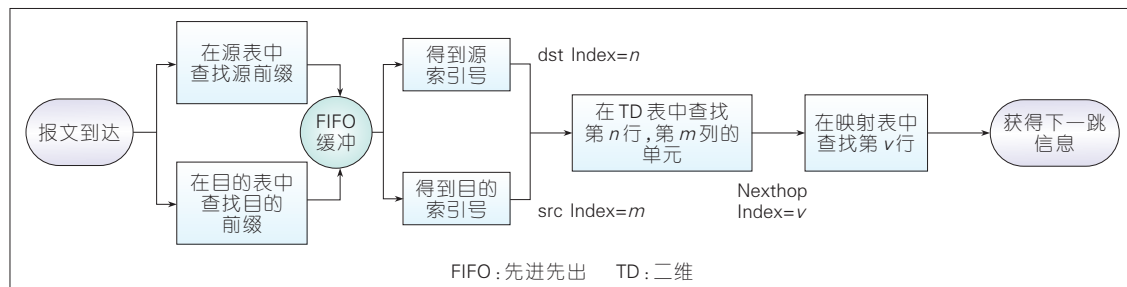 在源表中
查找源前缀
得到源
索引号
dst Index=n
报文到达
FIFO
缓冲
在TD表中查找
第n行,第m列的
单元
在映射表中
查找第v行
获得下一跳
信息
在目的表中
查找目的
前缀
得到目的
索引号
src Index=m
Nexthop
Index=v
FIFO:先进先出 TD:二维